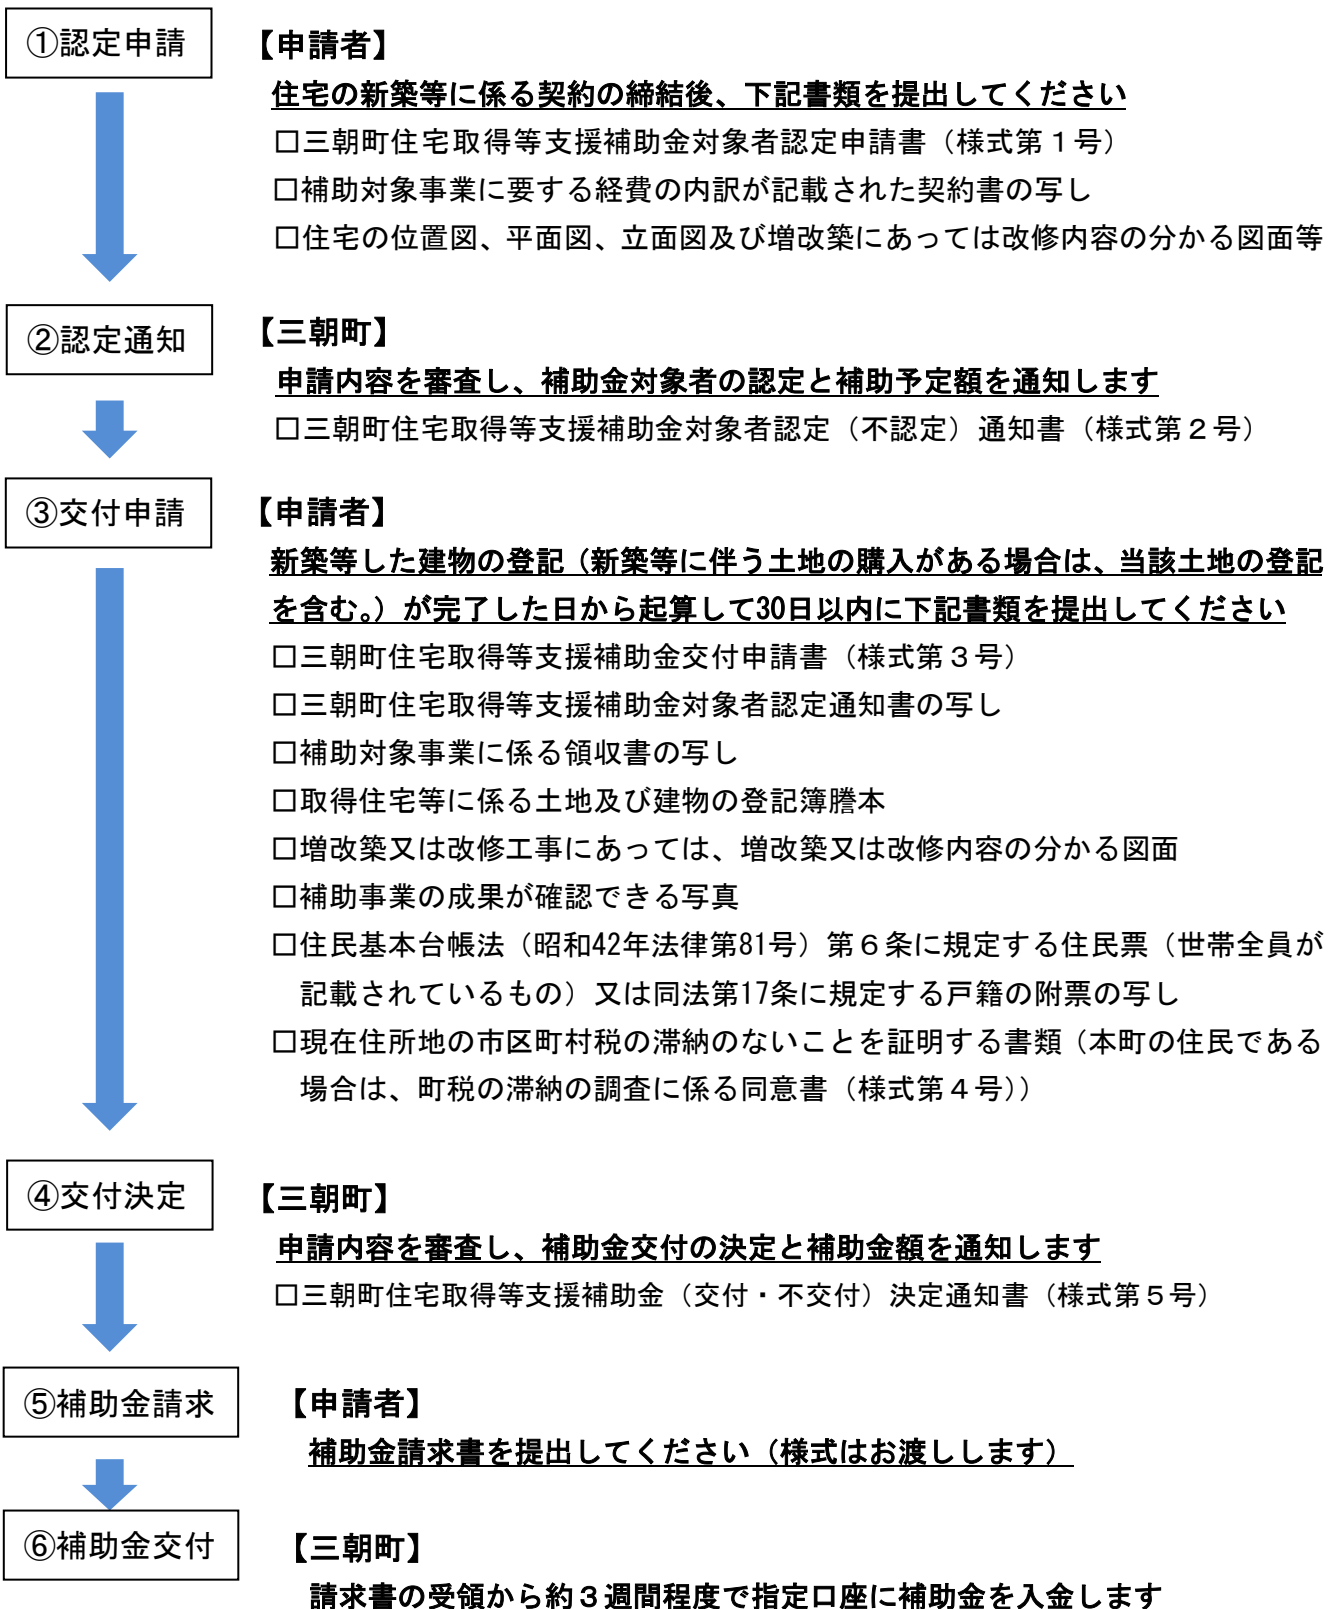 ①認定申請
【申請者】
住宅の新築等に係る契約の締結後、下記書類を提出してください
□三朝町住宅取得等支援補助金対象者認定申請書（様式第１号）
□補助対象事業に要する経費の内訳が記載された契約書の写し
□住宅の位置図、平面図、立面図及び増改築にあっては改修内容の分かる図面等
②認定通知
【三朝町】
申請内容を審査し、補助金対象者の認定と補助予定額を通知します
□三朝町住宅取得等支援補助金対象者認定（不認定）通知書（様式第２号）
③交付申請
【申請者】
新築等した建物の登記（新築等に伴う土地の購入がある場合は、当該土地の登記
を含む。）が完了した日から起算して30日以内に下記書類を提出してください
□三朝町住宅取得等支援補助金交付申請書（様式第３号）
□三朝町住宅取得等支援補助金対象者認定通知書の写し
□補助対象事業に係る領収書の写し
□取得住宅等に係る土地及び建物の登記簿謄本
□増改築又は改修工事にあっては、増改築又は改修内容の分かる図面
□補助事業の成果が確認できる写真
□住民基本台帳法（昭和42年法律第81号）第６条に規定する住民票（世帯全員が
記載されているもの）又は同法第17条に規定する戸籍の附票の写し
□現在住所地の市区町村税の滞納のないことを証明する書類（本町の住民である
場合は、町税の滞納の調査に係る同意書（様式第４号））
④交付決定
【三朝町】
申請内容を審査し、補助金交付の決定と補助金額を通知します
□三朝町住宅取得等支援補助金（交付・不交付）決定通知書（様式第５号）
⑤補助金請求
【申請者】
補助金請求書を提出してください（様式はお渡しします）
⑥補助金交付
【三朝町】
請求書の受領から約３週間程度で指定口座に補助金を入金します